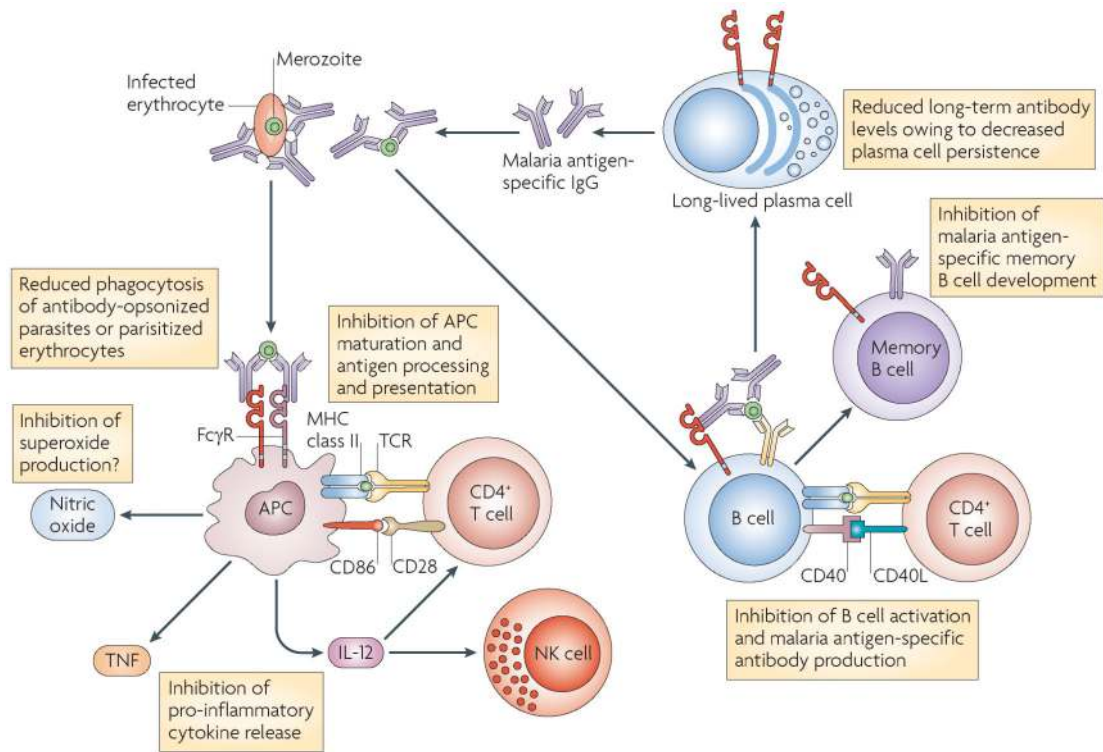 Merozoite
Infected
erythrocyte
Malaria antigen-
specific IgG
Long-lived plasma cell
Reduced long-term antibody
levels owing to decreased
plasma cell persistence
Inhibition of
malaria antigen-
specific memory
B cell development
Reduced phagocytosis
of antibody-opsonized
parasites or parisitized
erythrocytes
Inhibition of APC
maturation and
antigen processing
and presentation
Memory
B cell
Inhibition of
superoxide
production?
FcγR
MHC
class II
TCR
Nitric
oxide
APC
CD4⁺
T cell
CD86
CD28
B cell
CD4⁺
T cell
CD40
CD40L
TNF
IL-12
NK cell
Inhibition of
pro-inflammatory
cytokine release
Inhibition of B cell activation
and malaria antigen-specific
antibody production